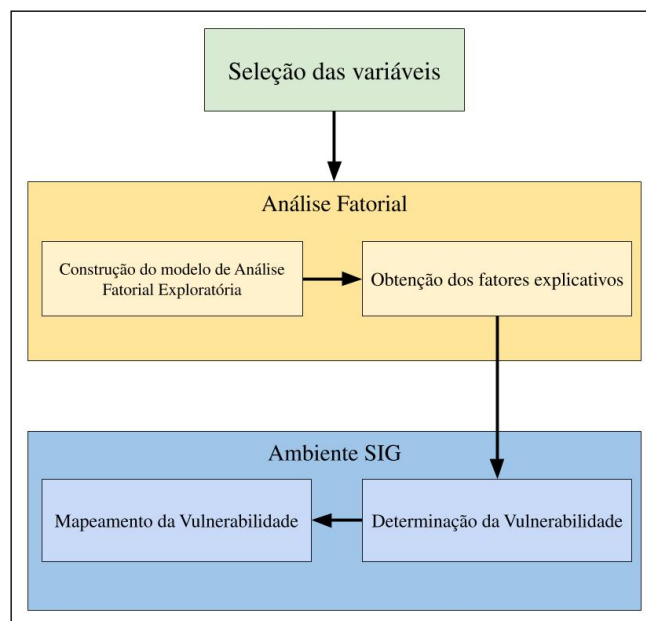 Seleção das variáveis
Análise Fatorial
Construção do modelo de Análise
Fatorial Exploratória
Obtenção dos fatores explicativos
Ambiente SIG
Mapeamento da Vulnerabilidade
Determinação da Vulnerabilidade